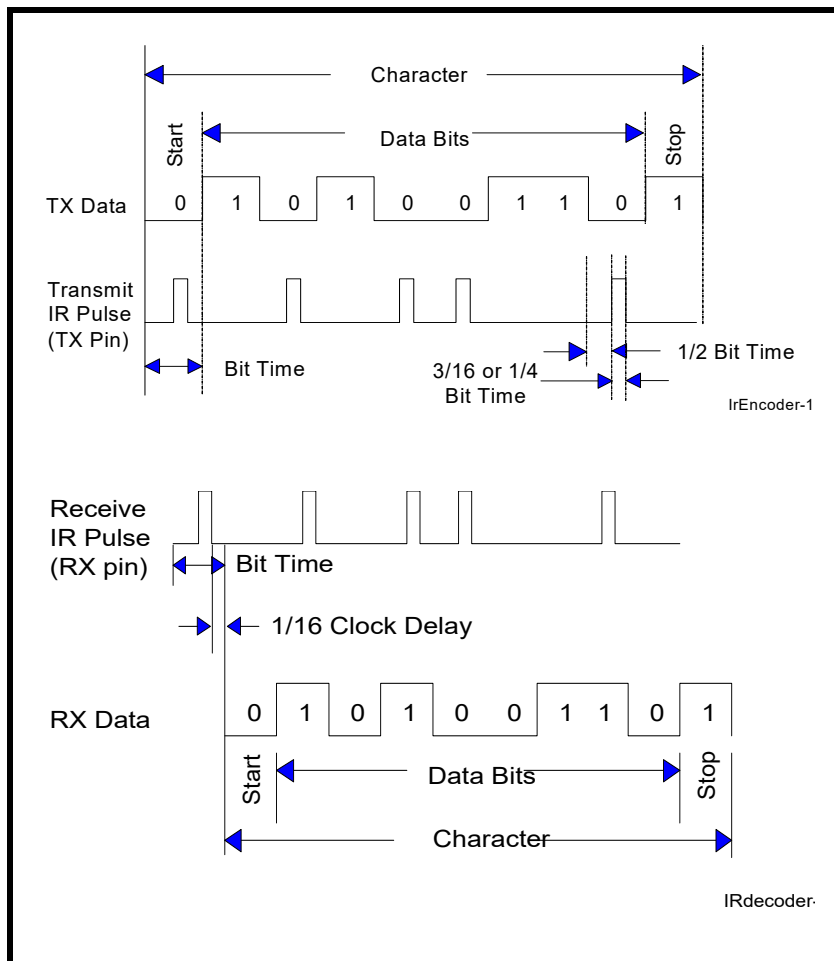 Character
Start
Data Bits
Stop
TX Data
0 1 0 1 0 0 1 1 0 1
Transmit
IR Pulse
(TX Pin)
Bit Time
1/2 Bit Time
3/16 or 1/4
Bit Time
IrEncoder-1
Receive
IR Pulse
(RX pin)
Bit Time
1/16 Clock Delay
RX Data
0 1 0 1 0 0 1 1 0 1
Start
Data Bits
Stop
Character
IRdecoder-